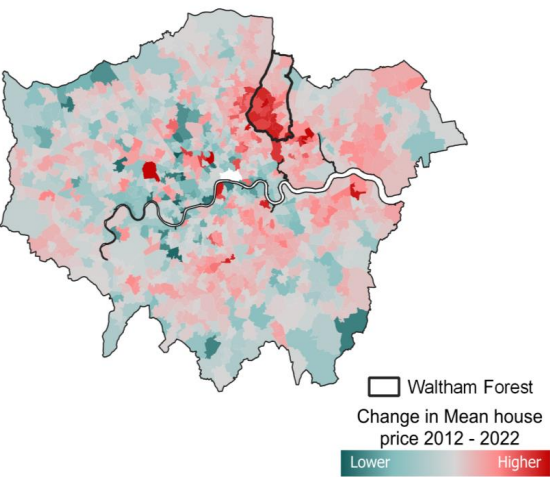 Waltham Forest
Change in Mean house
price 2012 - 2022
Lower Higher